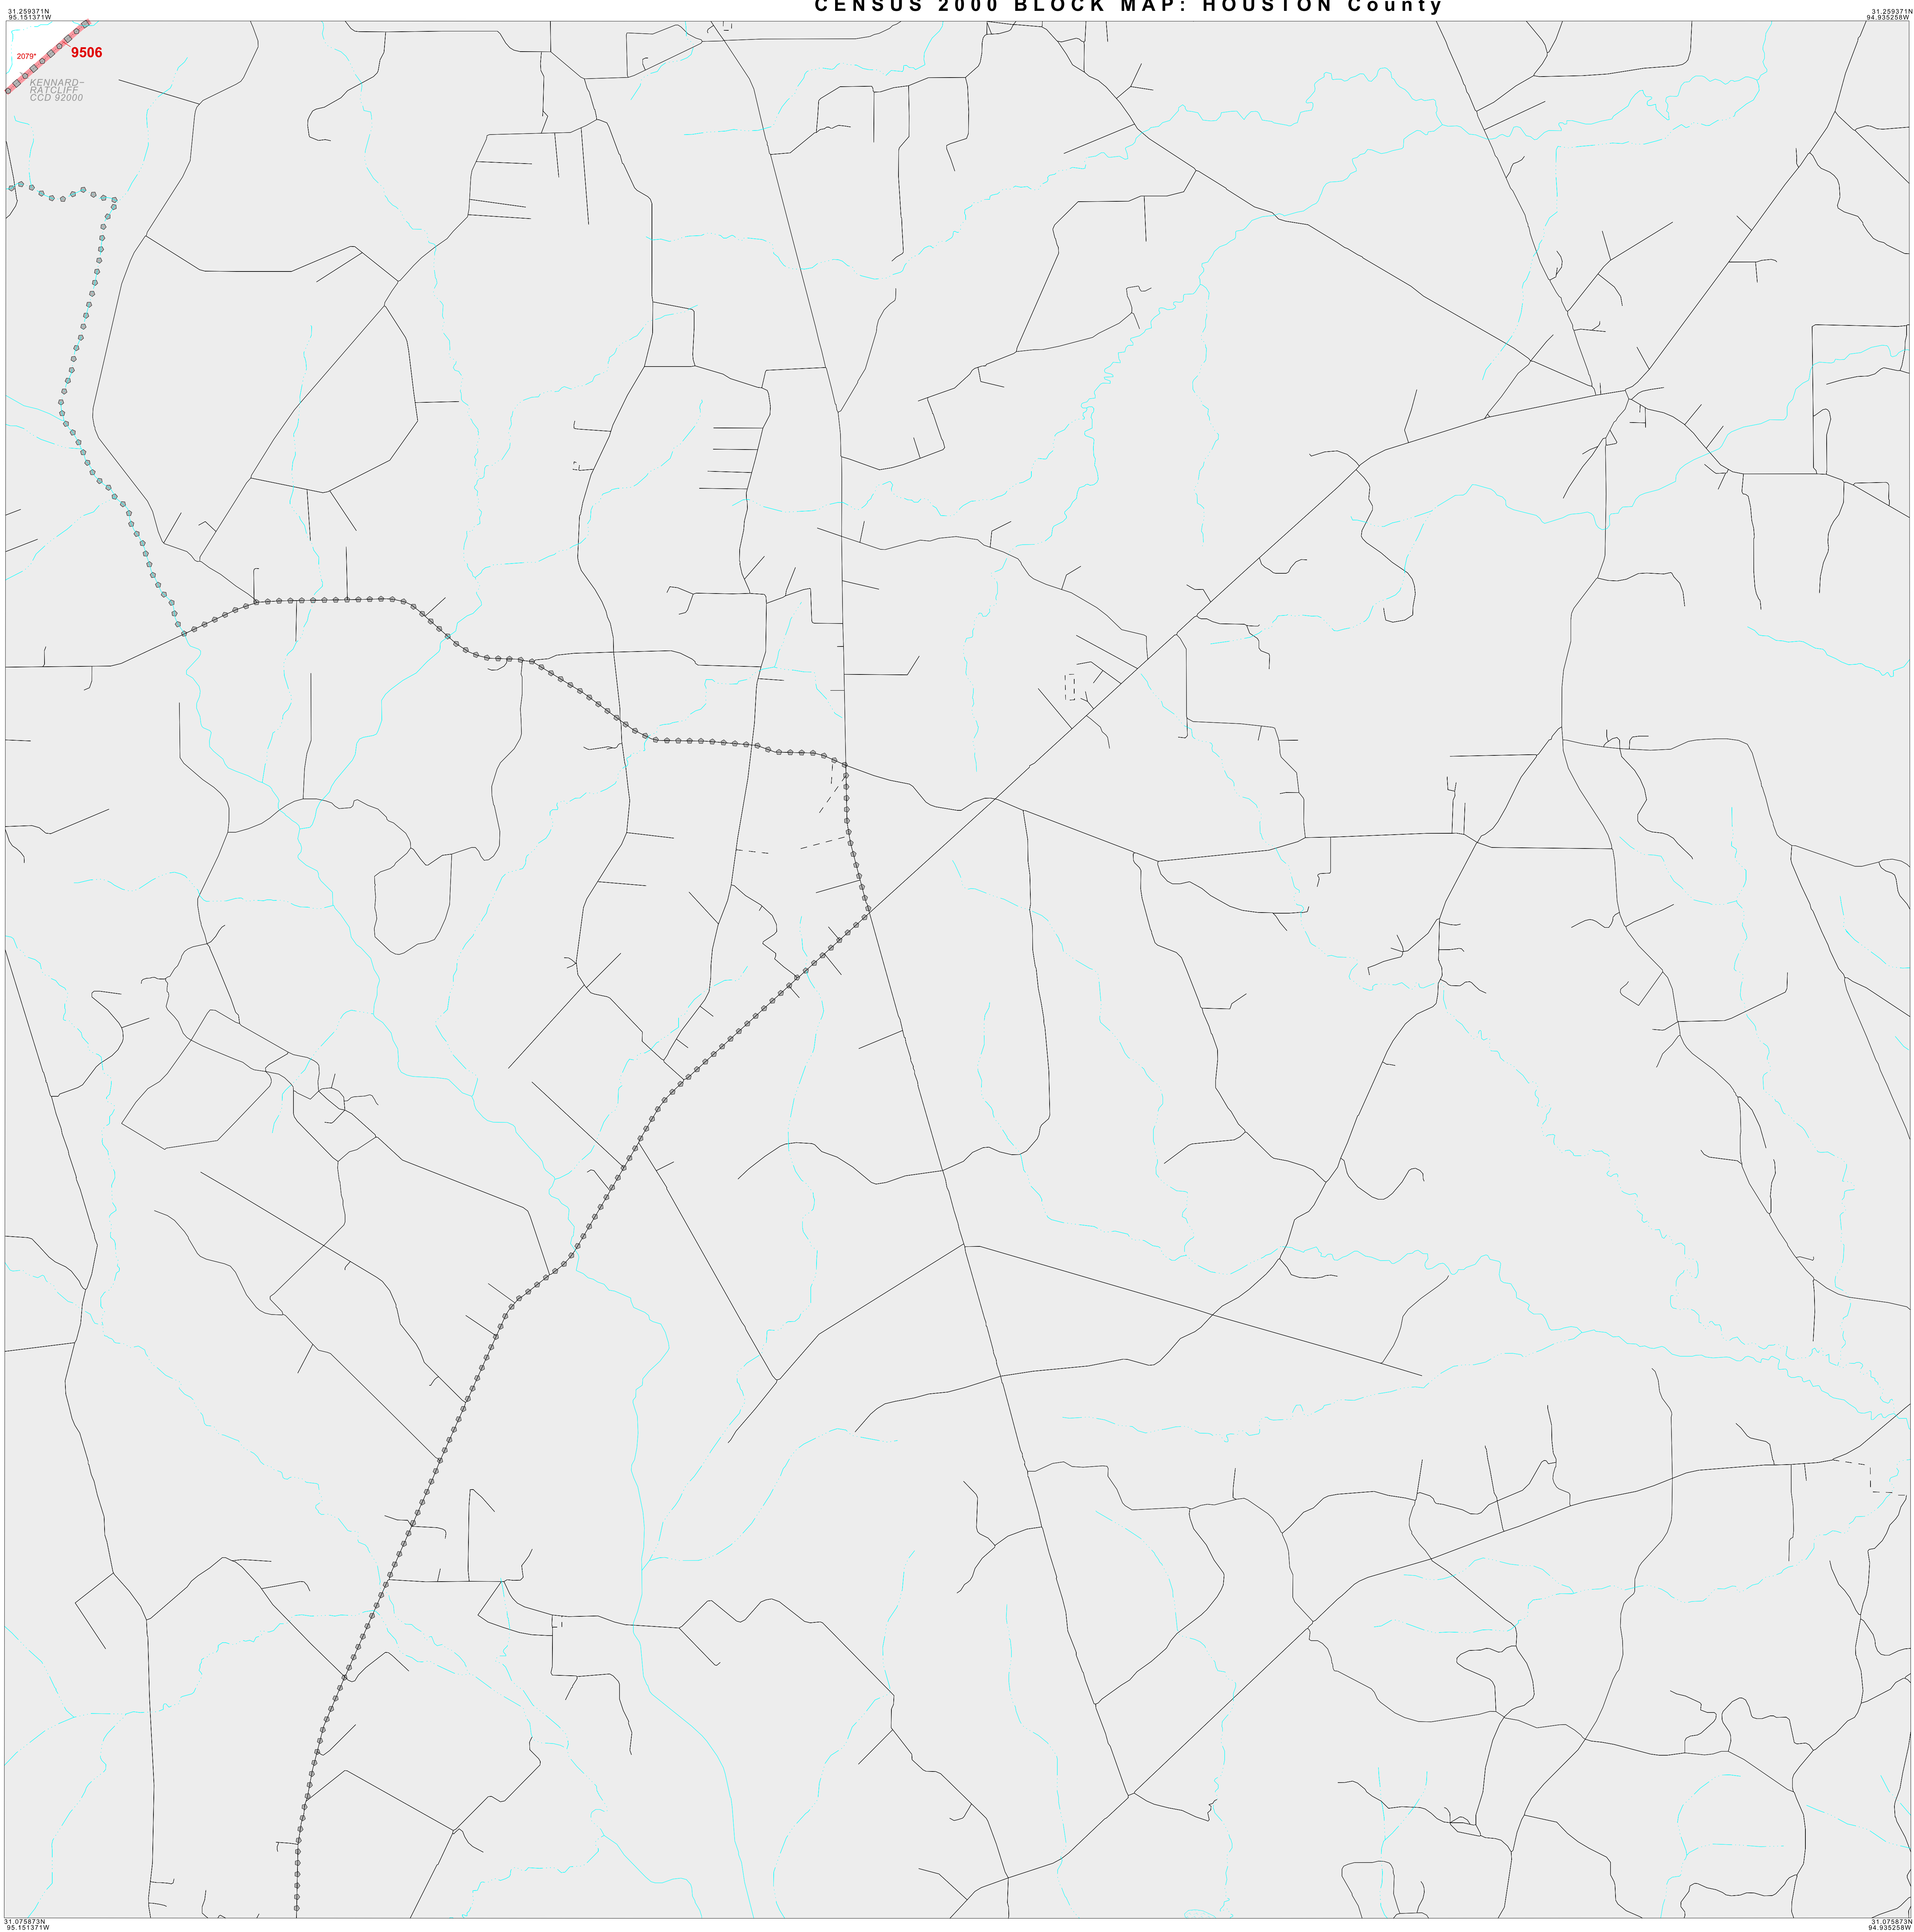 CENSUS 2000 BLOCK MAP: HOUSTON County
31.259371N
95.151371W
31.259371N
94.935258W
9506
2079*
KENNARD-
RATCLIFF
CCD 92000
31.075873N
95.151371W
31.075873N
94.935258W